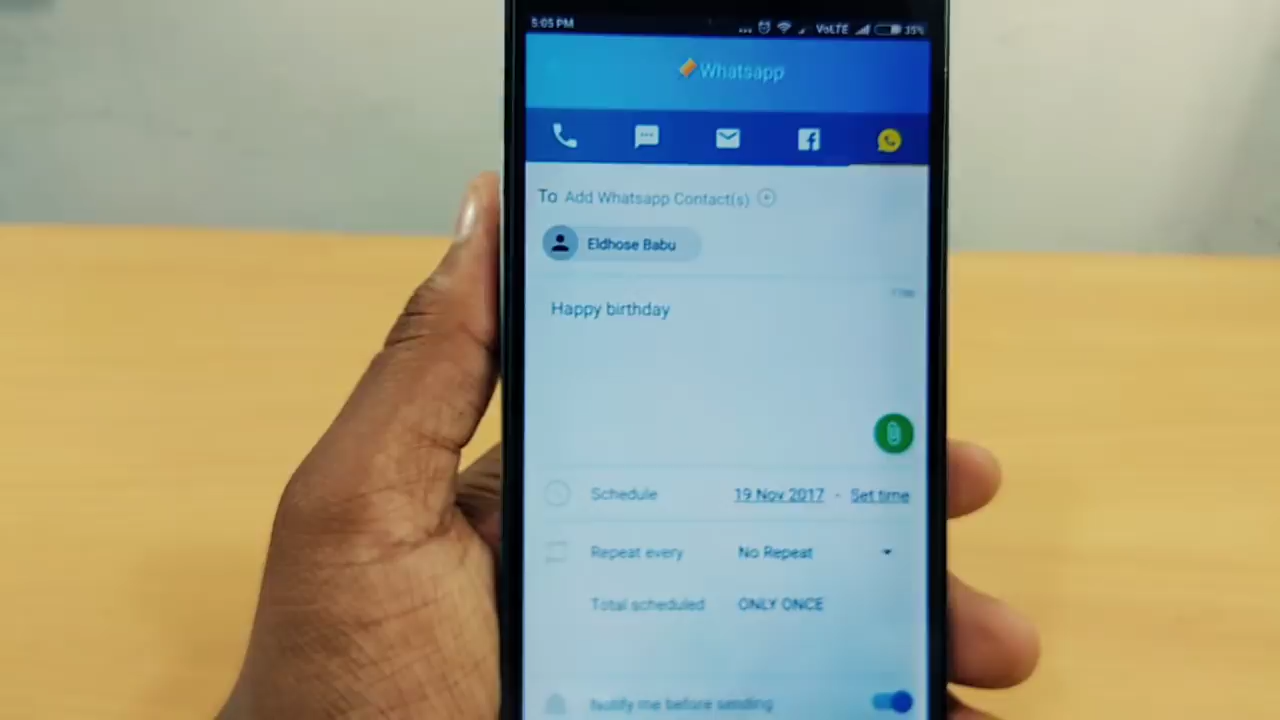 5:05 PM ... VoLTE 35%
Whatsapp
To Add Whatsapp Contact(s)
Eldhose Babu
Happy birthday
Schedule 19 Nov 2017 - Set time
Repeat every No Repeat
Total scheduled ONLY ONCE
Notify me before sending